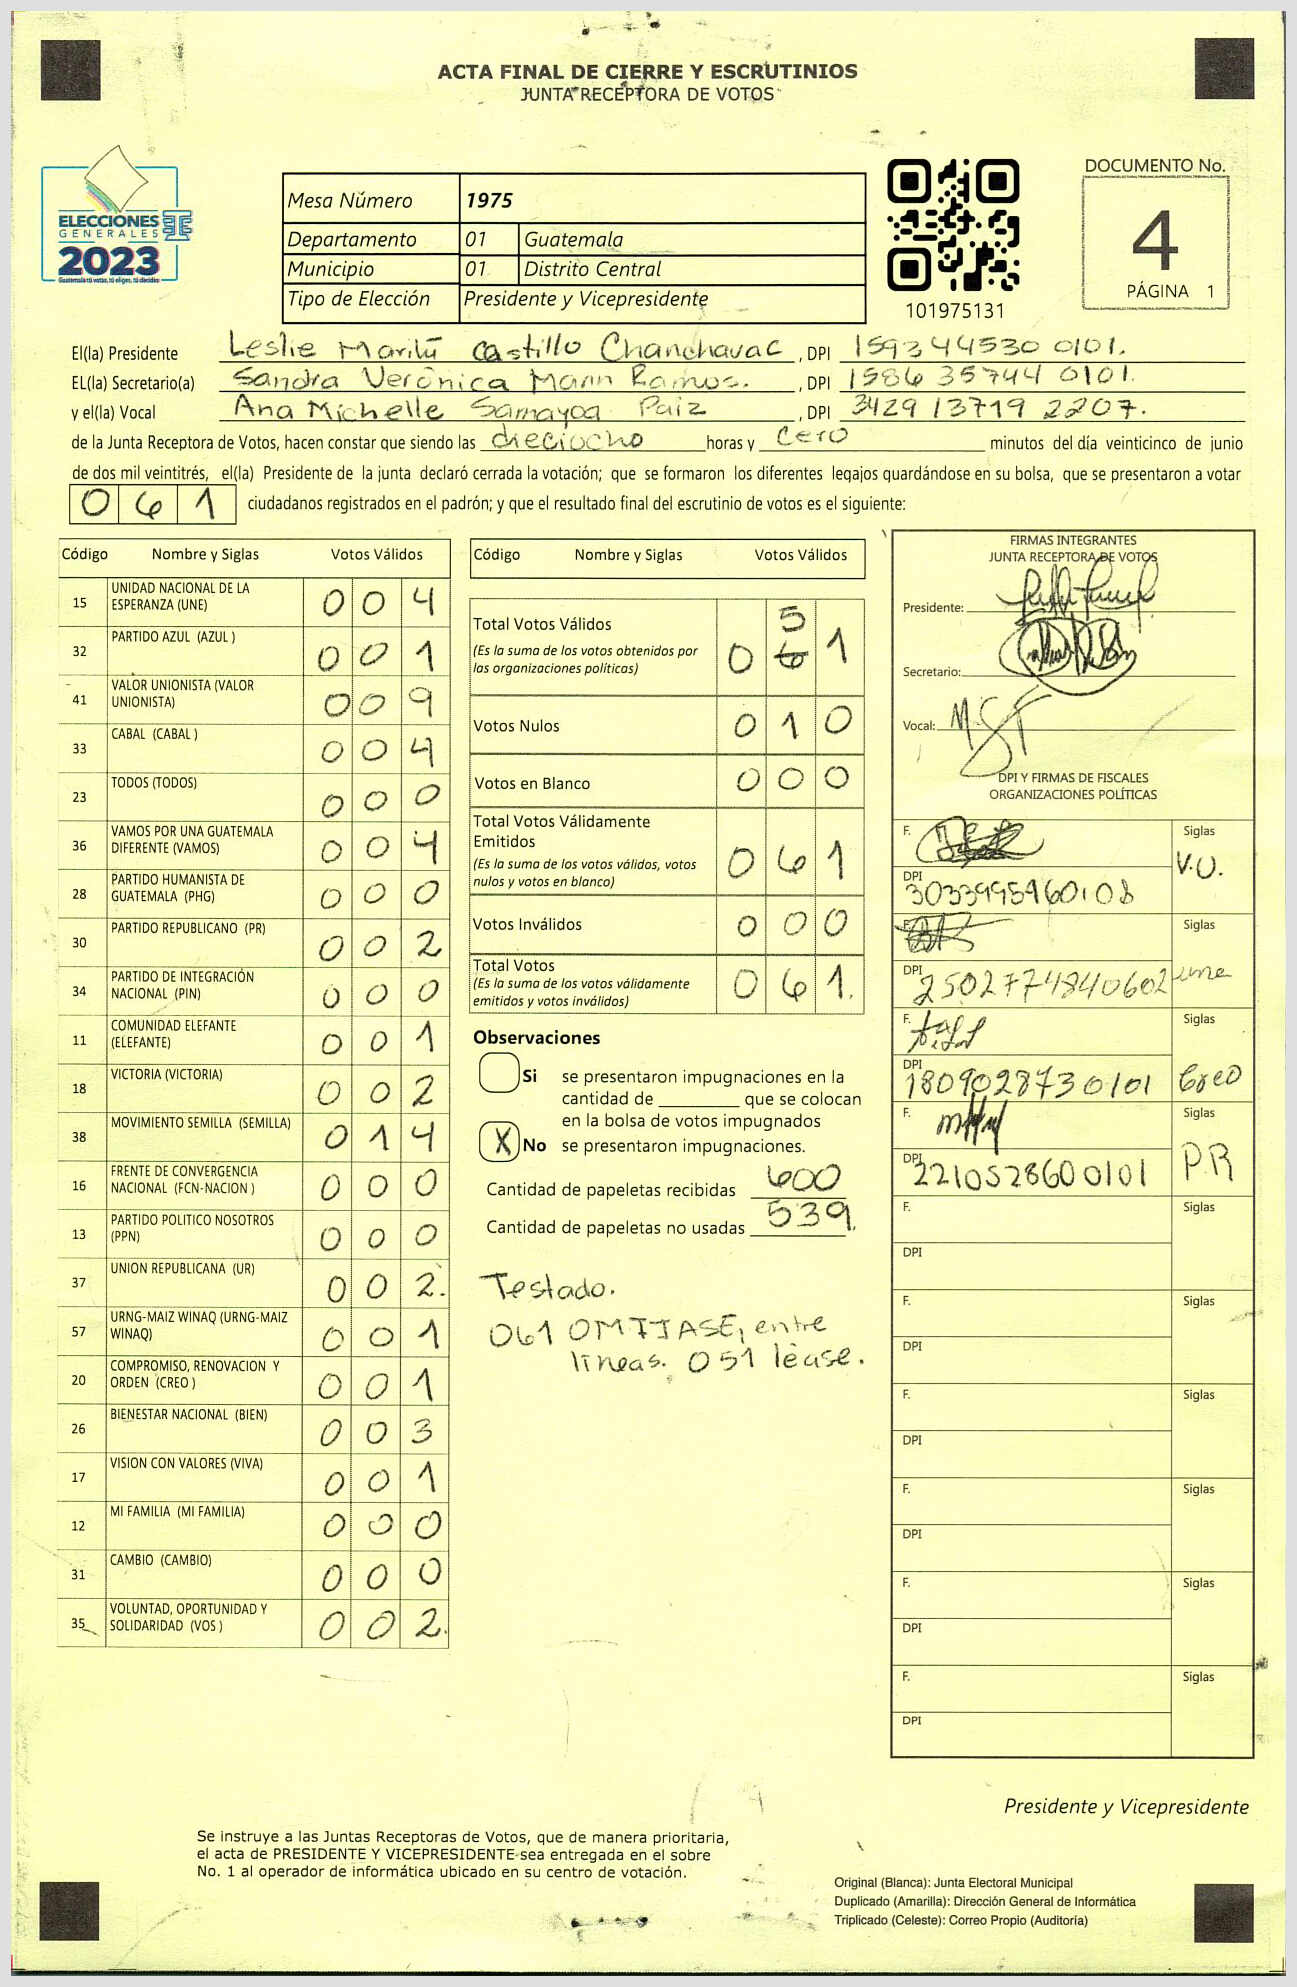 ACTA FINAL DE CIERRE Y ESCRUTINIOS
JUNTA RECEPTORA DE VOTOS
ELECCIONES
GENERALES
2023
Guatemala tú votas, tú eliges, tú decides
Mesa Número 1975
Departamento 01 Guatemala
Municipio 01 Distrito Central
Tipo de Elección Presidente y Vicepresidente
101975131
DOCUMENTO No.
4
PÁGINA 1
El(la) Presidente Leslie Marilú Castillo Chanchavac, DPI 159344530 0101.
EL(la) Secretario(a) Sandra Verónica Marin Ramos., DPI 1586 35744 0101.
y el(la) Vocal Ana Michelle Samayoa Paiz, DPI 3429 13719 2207.
de la Junta Receptora de Votos, hacen constar que siendo las dieciocho horas y cero minutos del día veinticinco de junio
de dos mil veintitrés, el(la) Presidente de la junta declaró cerrada la votación; que se formaron los diferentes legajos guardándose en su bolsa, que se presentaron a votar
0 6 1 ciudadanos registrados en el padrón; y que el resultado final del escrutinio de votos es el siguiente:
Código Nombre y Siglas Votos Válidos
15 UNIDAD NACIONAL DE LA ESPERANZA (UNE) 0 0 4
32 PARTIDO AZUL (AZUL ) 0 0 1
41 VALOR UNIONISTA (VALOR UNIONISTA) 0 0 9
33 CABAL (CABAL ) 0 0 4
23 TODOS (TODOS) 0 0 0
36 VAMOS POR UNA GUATEMALA DIFERENTE (VAMOS) 0 0 4
28 PARTIDO HUMANISTA DE GUATEMALA (PHG) 0 0 0
30 PARTIDO REPUBLICANO (PR) 0 0 2
34 PARTIDO DE INTEGRACIÓN NACIONAL (PIN) 0 0 0
11 COMUNIDAD ELEFANTE (ELEFANTE) 0 0 1
18 VICTORIA (VICTORIA) 0 0 2
38 MOVIMIENTO SEMILLA (SEMILLA) 0 1 4
16 FRENTE DE CONVERGENCIA NACIONAL (FCN-NACION ) 0 0 0
13 PARTIDO POLITICO NOSOTROS (PPN) 0 0 0
37 UNION REPUBLICANA (UR) 0 0 2.
57 URNG-MAIZ WINAQ (URNG-MAIZ WINAQ) 0 0 1
20 COMPROMISO, RENOVACION Y ORDEN (CREO ) 0 0 1
26 BIENESTAR NACIONAL (BIEN) 0 0 3
17 VISION CON VALORES (VIVA) 0 0 1
12 MI FAMILIA (MI FAMILIA) 0 0 0
31 CAMBIO (CAMBIO) 0 0 0
35 VOLUNTAD, OPORTUNIDAD Y SOLIDARIDAD (VOS ) 0 0 2.
Código Nombre y Siglas Votos Válidos
5
Total Votos Válidos 0 6 1
(Es la suma de los votos obtenidos por
las organizaciones políticas)
Votos Nulos 0 1 0
Votos en Blanco 0 0 0
Total Votos Válidamente
Emitidos 0 6 1
(Es la suma de los votos válidos, votos
nulos y votos en blanco)
Votos Inválidos 0 0 0
Total Votos 0 6 1.
(Es la suma de los votos válidamente
emitidos y votos inválidos)
Observaciones
Si se presentaron impugnaciones en la
cantidad de ________ que se colocan
en la bolsa de votos impugnados
X No se presentaron impugnaciones.
Cantidad de papeletas recibidas 600
Cantidad de papeletas no usadas 539.
Testado.
061 OMITASE, entre
líneas. 051 léase.
FIRMAS INTEGRANTES
JUNTA RECEPTORA DE VOTOS
Presidente:
Secretario:
Vocal:
DPI Y FIRMAS DE FISCALES
ORGANIZACIONES POLÍTICAS
F. Siglas V.U.
DPI 3033995960108
F. Siglas une
DPI 2502774840602
F. Siglas Creo
DPI 1809028730101
F. Siglas P.R
DPI 2210528600101
F. Siglas
DPI
F. Siglas
DPI
F. Siglas
DPI
F. Siglas
DPI
F. Siglas
DPI
F. Siglas
DPI
Presidente y Vicepresidente
Se instruye a las Juntas Receptoras de Votos, que de manera prioritaria,
el acta de PRESIDENTE Y VICEPRESIDENTE sea entregada en el sobre
No. 1 al operador de informática ubicado en su centro de votación.
Original (Blanca): Junta Electoral Municipal
Duplicado (Amarilla): Dirección General de Informática
Triplicado (Celeste): Correo Propio (Auditoría)